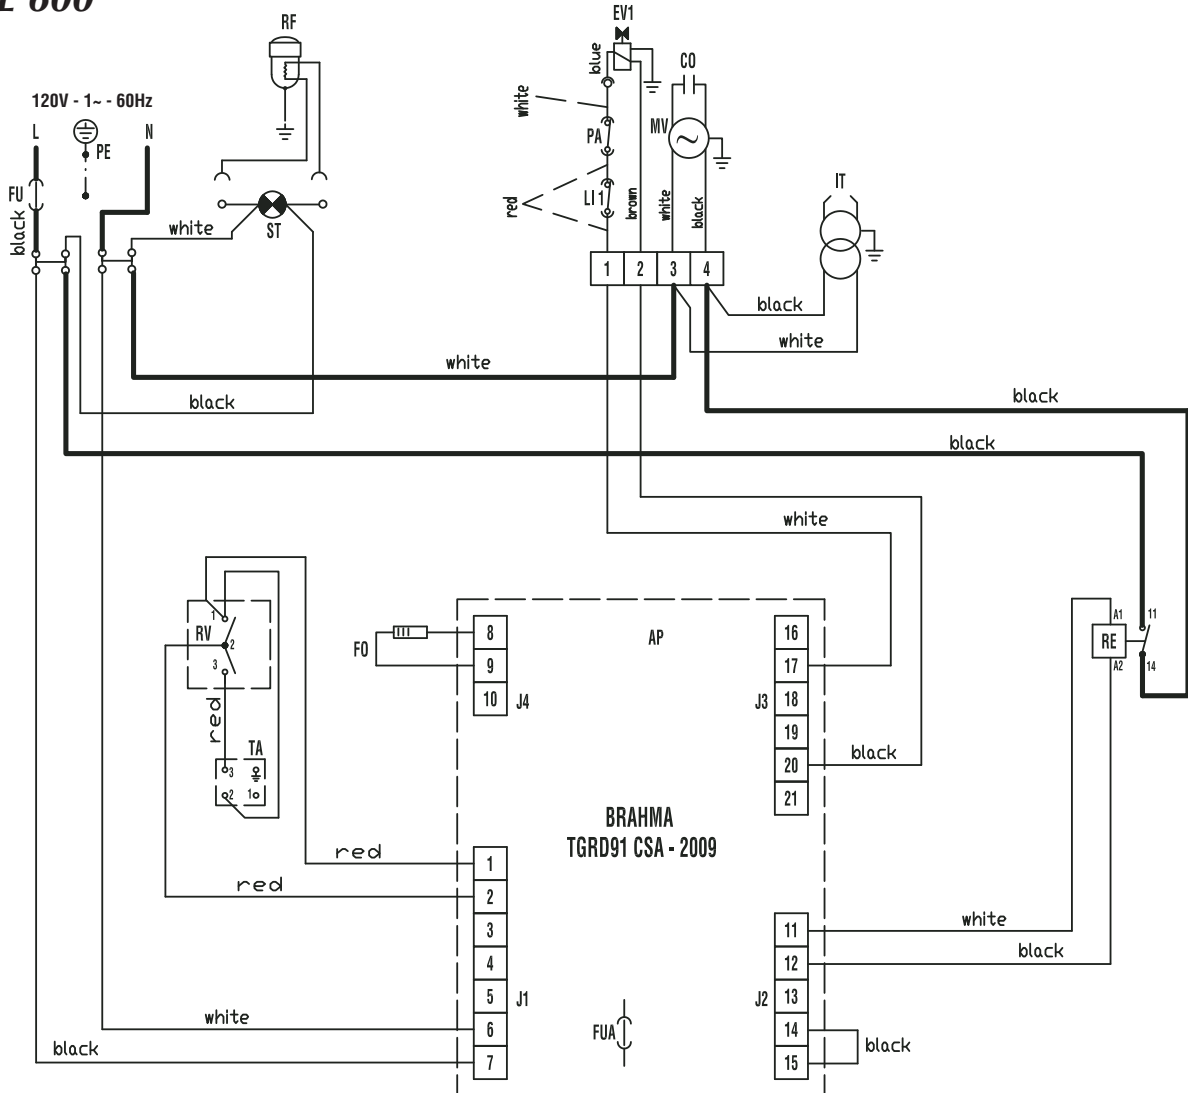 600
RF
EV1
120V - 1~ - 60Hz
L
N
PE
FU
black
white
ST
blue
white
PA
red
LI 1
brown
CO
MV
white
black
IT
1 2 3 4
black
white
white
black
black
black
white
RV
1
2
3
red
TA
3
2
1
FO
8
9
10
J4
AP
16
17
18
19
20
21
J3
black
A1
A2
RE
11
14
BRAHMA
TGRD91 CSA - 2009
red
red
1
2
3
4
5
6
7
J1
white
black
FUA
11
12
13
14
15
J2
white
black
black